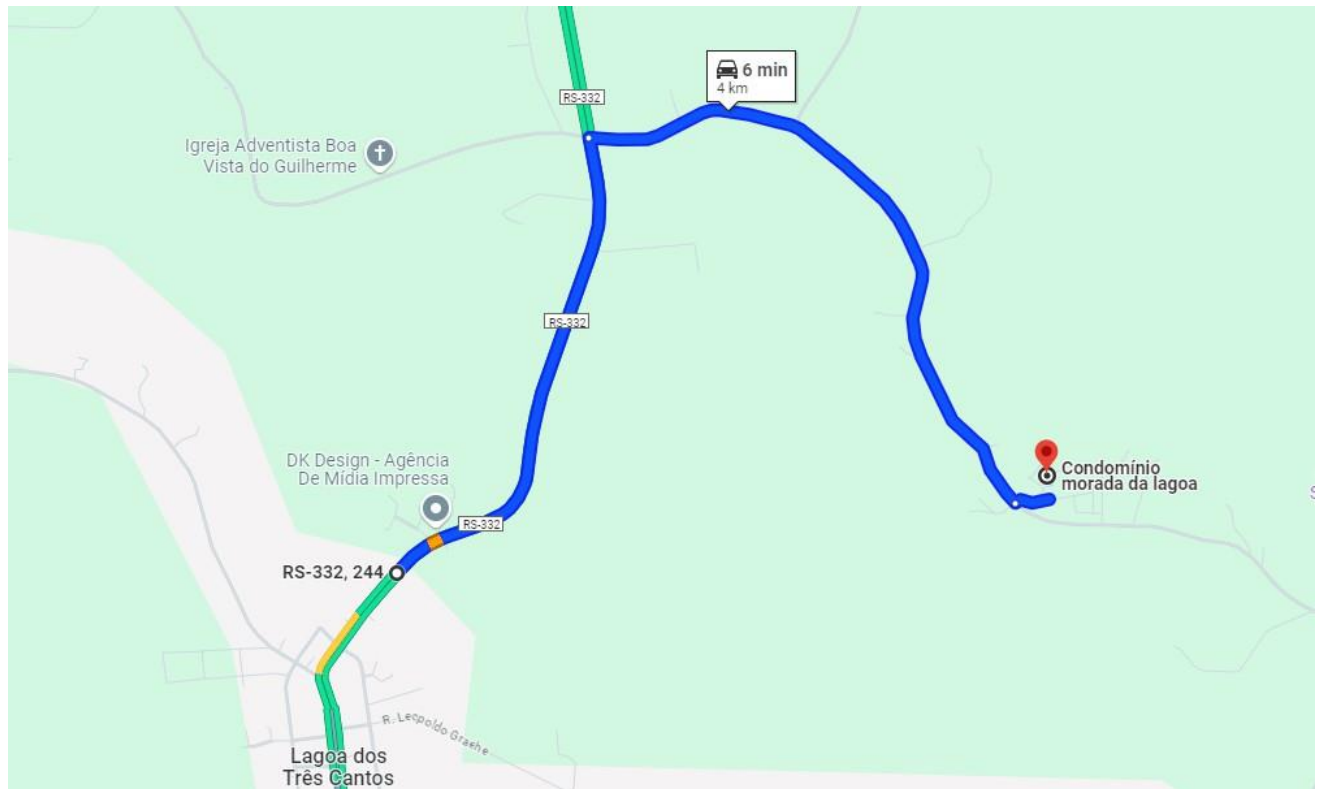 6 min
4 km
RS-332
Igreja Adventista Boa
Vista do Guilherme
RS-332
DK Design - Agência
De Mídia Impressa
RS-332
Condomínio
morada da lagoa
RS-332, 244
R. Leopoldo Graehe
Lagoa dos
Três Cantos